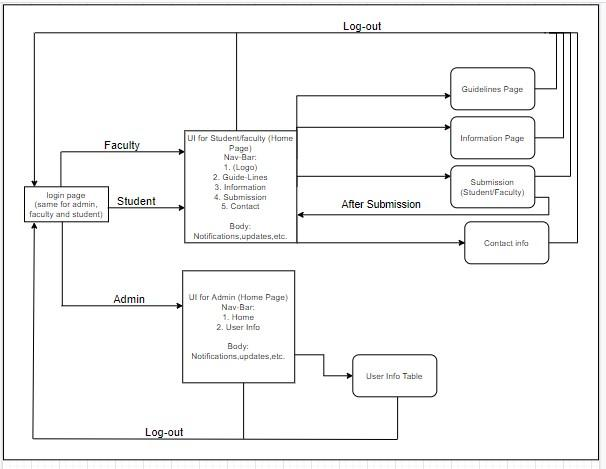 Log-out
Guidelines Page
UI for Student/faculty (Home
Page)
Nav-Bar:
1. (Logo)
2. Guide-Lines
3. Information
4. Submission
5. Contact
Body:
Notifications,updates,etc.
Information Page
Faculty
Submission
(Student/Faculty)
login page
(same for admin,
faculty and student)
Student
After Submission
Contact info
Admin
UI for Admin (Home Page)
Nav-Bar:
1. Home
2. User Info
Body:
Notifications,updates,etc.
User Info Table
Log-out